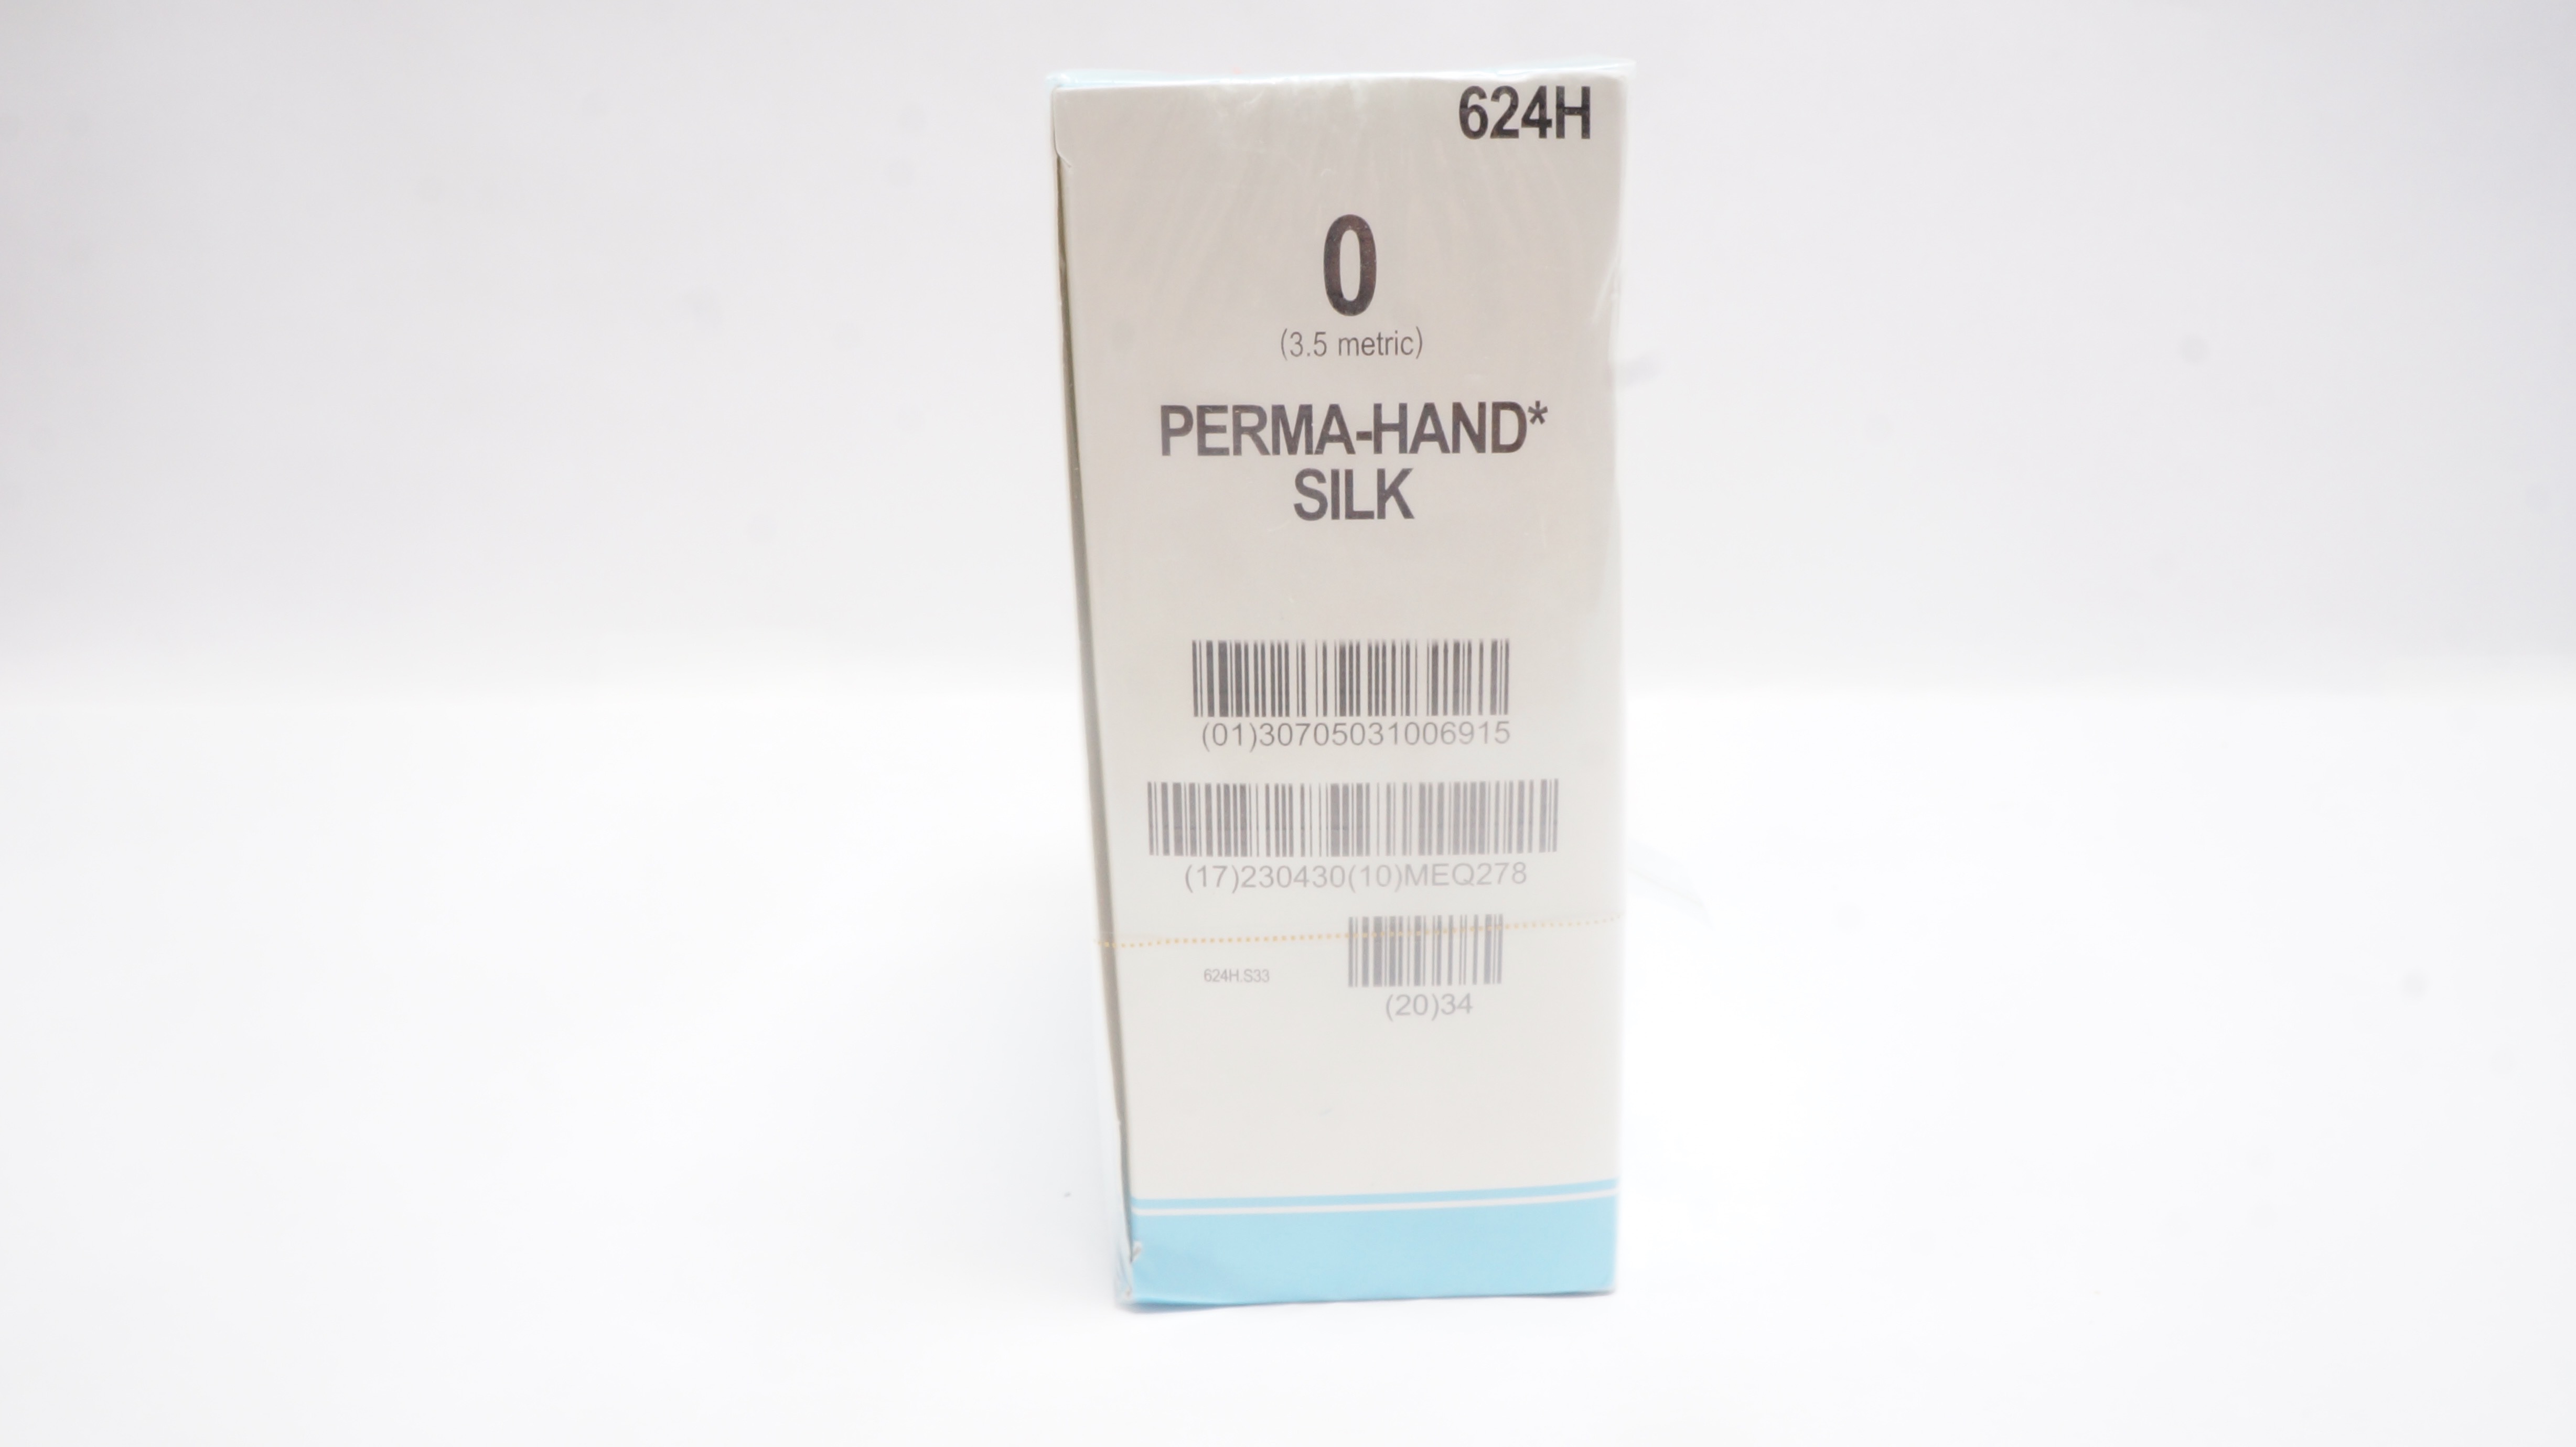 624H
0
(3.5 metric)
PERMA-HAND*
SILK
(01)30705031006915
(17)230430(10)MEQ278
624H.S33
(20)34